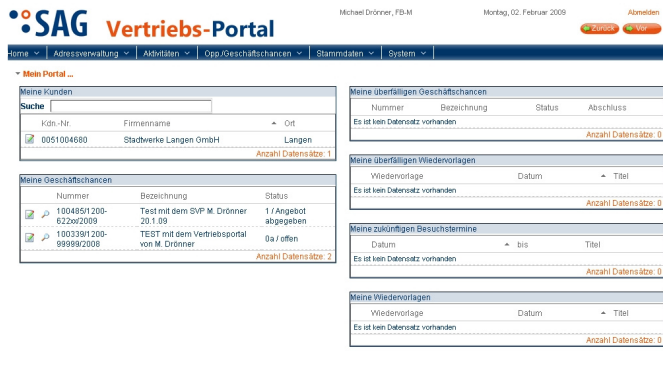 SAG Vertriebs-Portal
Michael Drönner, FB-M
Montag, 02. Februar 2009
Abmelden
Zurück
Vor
Home
Adressverwaltung
Aktivitäten
Opp./Geschäftschancen
Stammdaten
System
Mein Portal ...
Meine Kunden
Suche
Kdn.-Nr. Firmenname Ort
0051004680 Stadtwerke Langen GmbH Langen
Anzahl Datensätze: 1
Meine Geschäftschancen
Nummer Bezeichnung Status
100485/1200- Test mit dem SVP M. Drönner 1 / Angebot
622xx/2009 20.1.09 abgegeben
100339/1200- TEST mit dem Vertriebsportal 0a / offen
99999/2008 von M. Drönner
Anzahl Datensätze: 2
Meine überfälligen Geschäftschancen
Nummer Bezeichnung Status Abschluss
Es ist kein Datensatz vorhanden
Anzahl Datensätze: 0
Meine überfälligen Wiedervorlagen
Wiedervorlage Datum Titel
Es ist kein Datensatz vorhanden
Anzahl Datensätze: 0
Meine zukünftigen Besuchstermine
Datum bis Titel
Es ist kein Datensatz vorhanden
Anzahl Datensätze: 0
Meine Wiedervorlagen
Wiedervorlage Datum Titel
Es ist kein Datensatz vorhanden
Anzahl Datensätze: 0